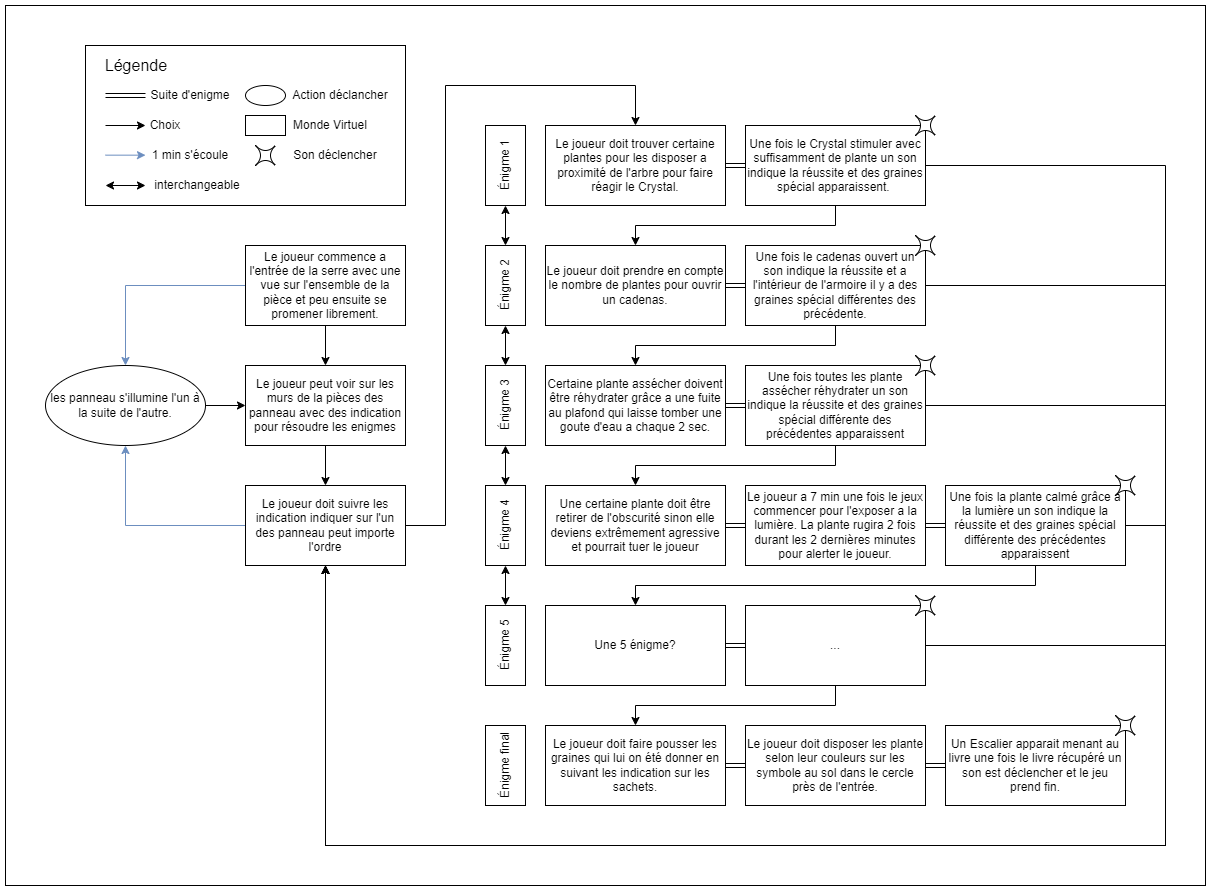 Légende
Suite d'enigme
Action déclancher
Choix
Monde Virtuel
1 min s'écoule
Son déclencher
interchangeable
Le joueur commence a
l'entrée de la serre avec une
vue sur l'ensemble de la
pièce et peu ensuite se
promener librement.
les panneau s'illumine l'un à
la suite de l'autre.
Le joueur peut voir sur les
murs de la pièces des
panneau avec des indication
pour résoudre les enigmes
Le joueur doit suivre les
indication indiquer sur l'un
des panneau peut importe
l'ordre
Énigme 1
Le joueur doit trouver certaine
plantes pour les disposer a
proximité de l'arbre pour faire
réagir le Crystal.
Une fois le Crystal stimuler avec
suffisamment de plante un son
indique la réussite et des graines
spécial apparaissent.
Énigme 2
Le joueur doit prendre en compte
le nombre de plantes pour ouvrir
un cadenas.
Une fois le cadenas ouvert un
son indique la réussite et a
l'intérieur de l'armoire il y a des
graines spécial différentes des
précédente.
Énigme 3
Certaine plante assécher doivent
être réhydrater grâce a une fuite
au plafond qui laisse tomber une
goute d'eau a chaque 2 sec.
Une fois toutes les plante
assécher réhydrater un son
indique la réussite et des graines
spécial différente des
précédentes apparaissent
Énigme 4
Une certaine plante doit être
retirer de l'obscurité sinon elle
deviens extrêmement agressive
et pourrait tuer le joueur
Le joueur a 7 min une fois le jeux
commencer pour l'exposer a la
lumière. La plante rugira 2 fois
durant les 2 dernières minutes
pour alerter le joueur.
Une fois la plante calmé grâce a
la lumière un son indique la
réussite et des graines spécial
différente des précédentes
apparaissent
Énigme 5
Une 5 énigme?
...
Énigme final
Le joueur doit faire pousser les
graines qui lui on été donner en
suivant les indication sur les
sachets.
Le joueur doit disposer les plante
selon leur couleurs sur les
symbole au sol dans le cercle
près de l'entrée.
Un Escalier apparait menant au
livre une fois le livre récupéré un
son est déclencher et le jeu
prend fin.